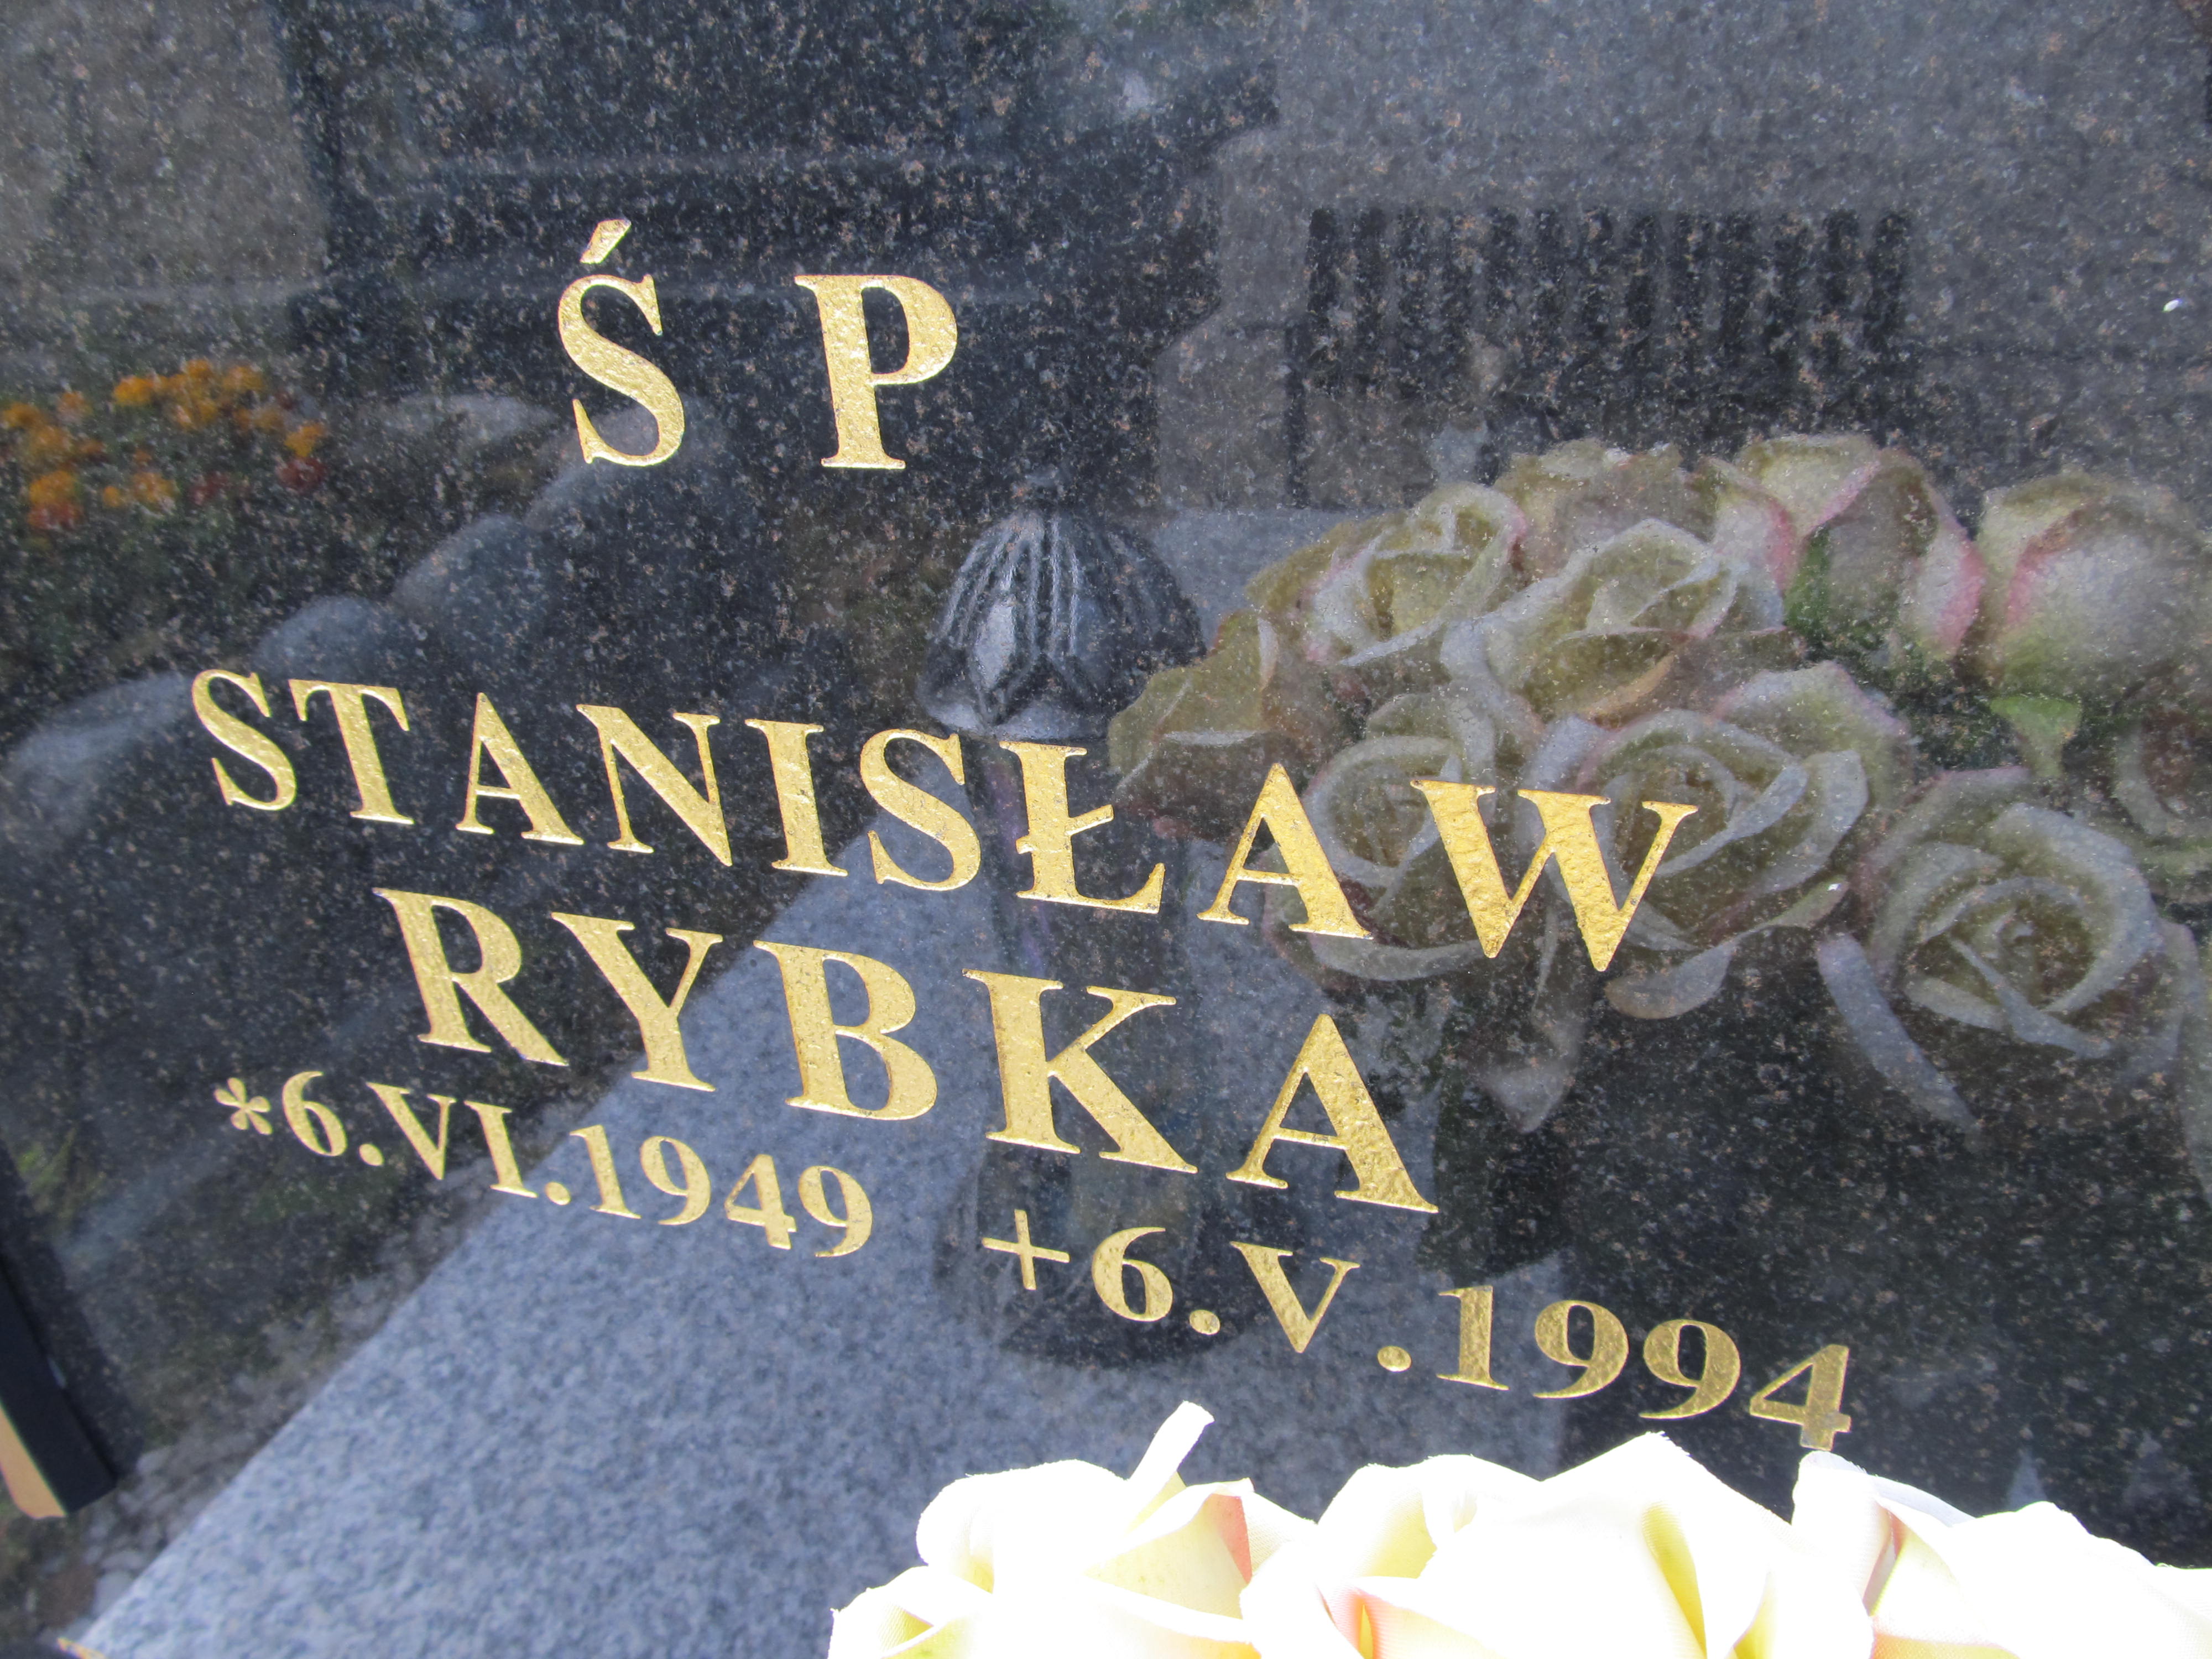 Ś P
STANISŁAW
RYBKA
*6.VI.1949 +6.V.1994